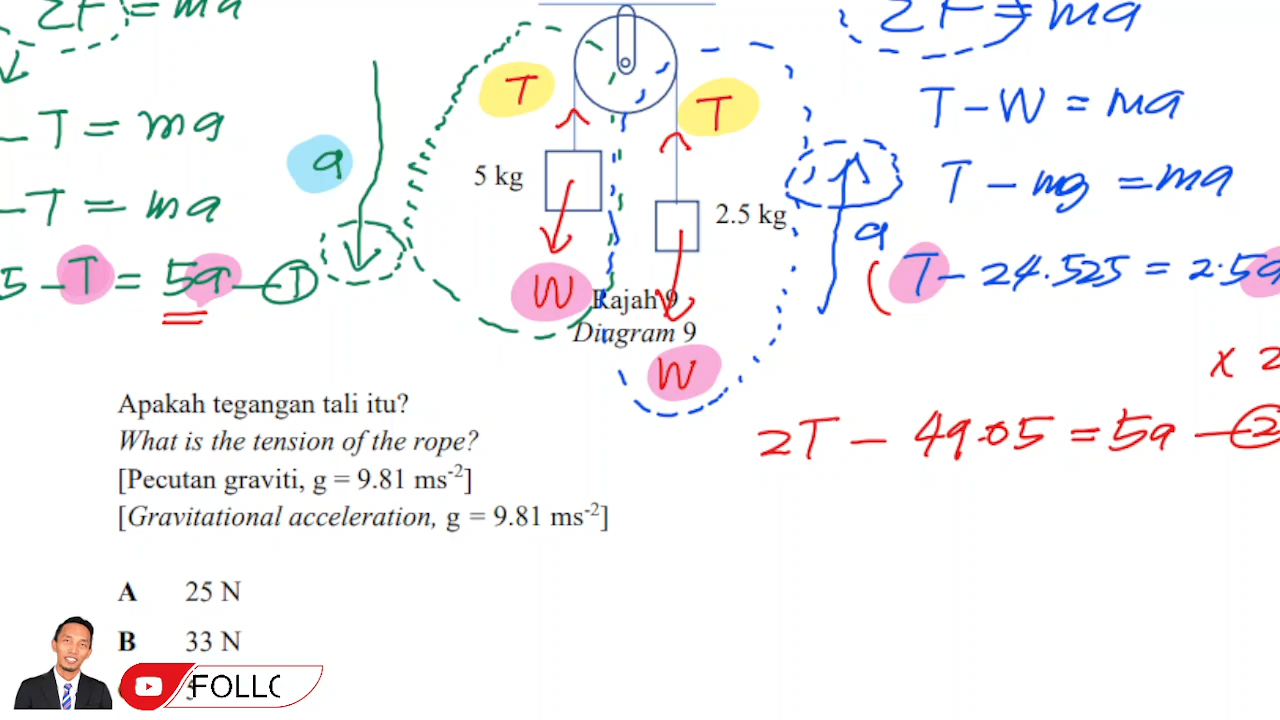 ΣF = ma
- T = ma
- T = ma
5 - T = 5a - ①
a
T
T
5 kg
2.5 kg
W
W
Rajah 9
Diagram 9
ΣF = ma
T - W = ma
T - mg = ma
a
(T - 24.525 = 2.5a
x 2
2T - 49.05 = 5a - ②
Apakah tegangan tali itu?
What is the tension of the rope?
[Pecutan graviti, g = 9.81 ms⁻²]
[Gravitational acceleration, g = 9.81 ms⁻²]
A 25 N
B 33 N
FOLLO